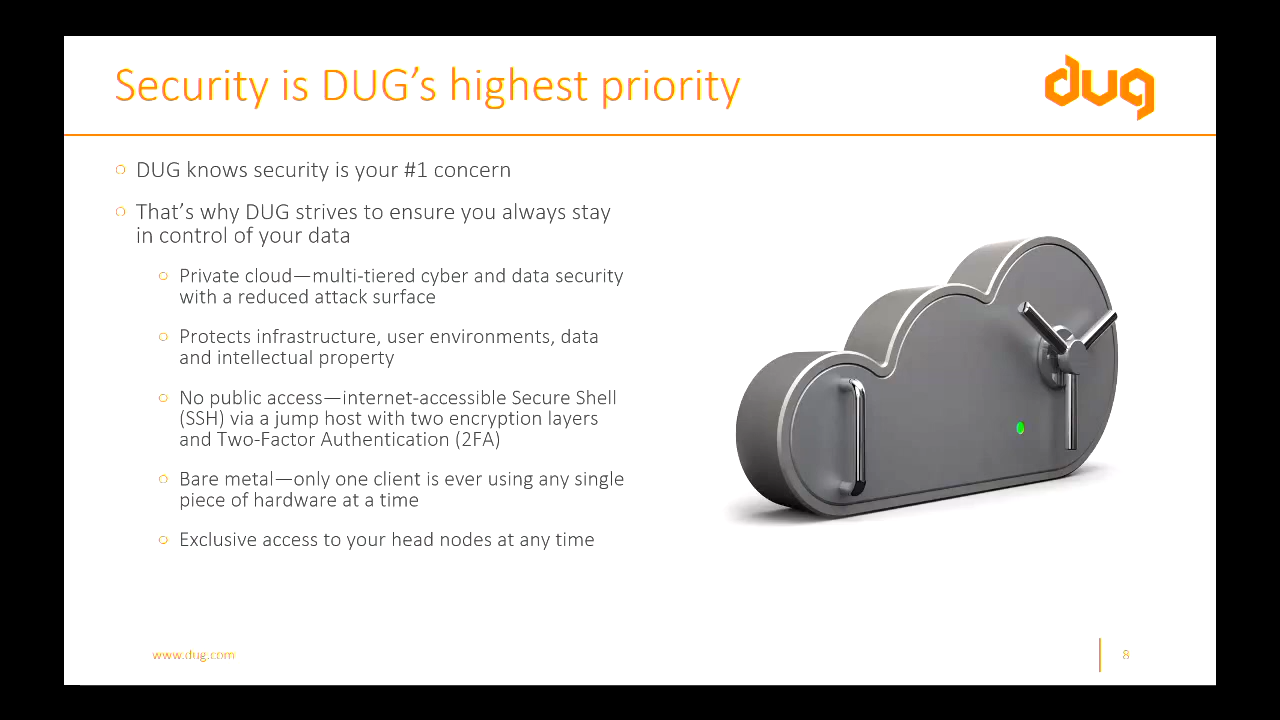 Security is DUG's highest priority
dug
○ DUG knows security is your #1 concern
○ That's why DUG strives to ensure you always stay
in control of your data
○ Private cloud—multi-tiered cyber and data security
with a reduced attack surface
○ Protects infrastructure, user environments, data
and intellectual property
○ No public access—internet-accessible Secure Shell
(SSH) via a jump host with two encryption layers
and Two-Factor Authentication (2FA)
○ Bare metal—only one client is ever using any single
piece of hardware at a time
○ Exclusive access to your head nodes at any time
www.dug.com
8